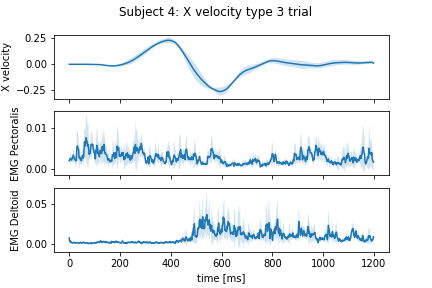 Subject 4: X velocity type 3 trial
0.25
0.00
−0.25
X velocity
0.01
0.00
EMG Pectoralis
0.05
0.00
EMG Deltoid
0 200 400 600 800 1000 1200
time [ms]